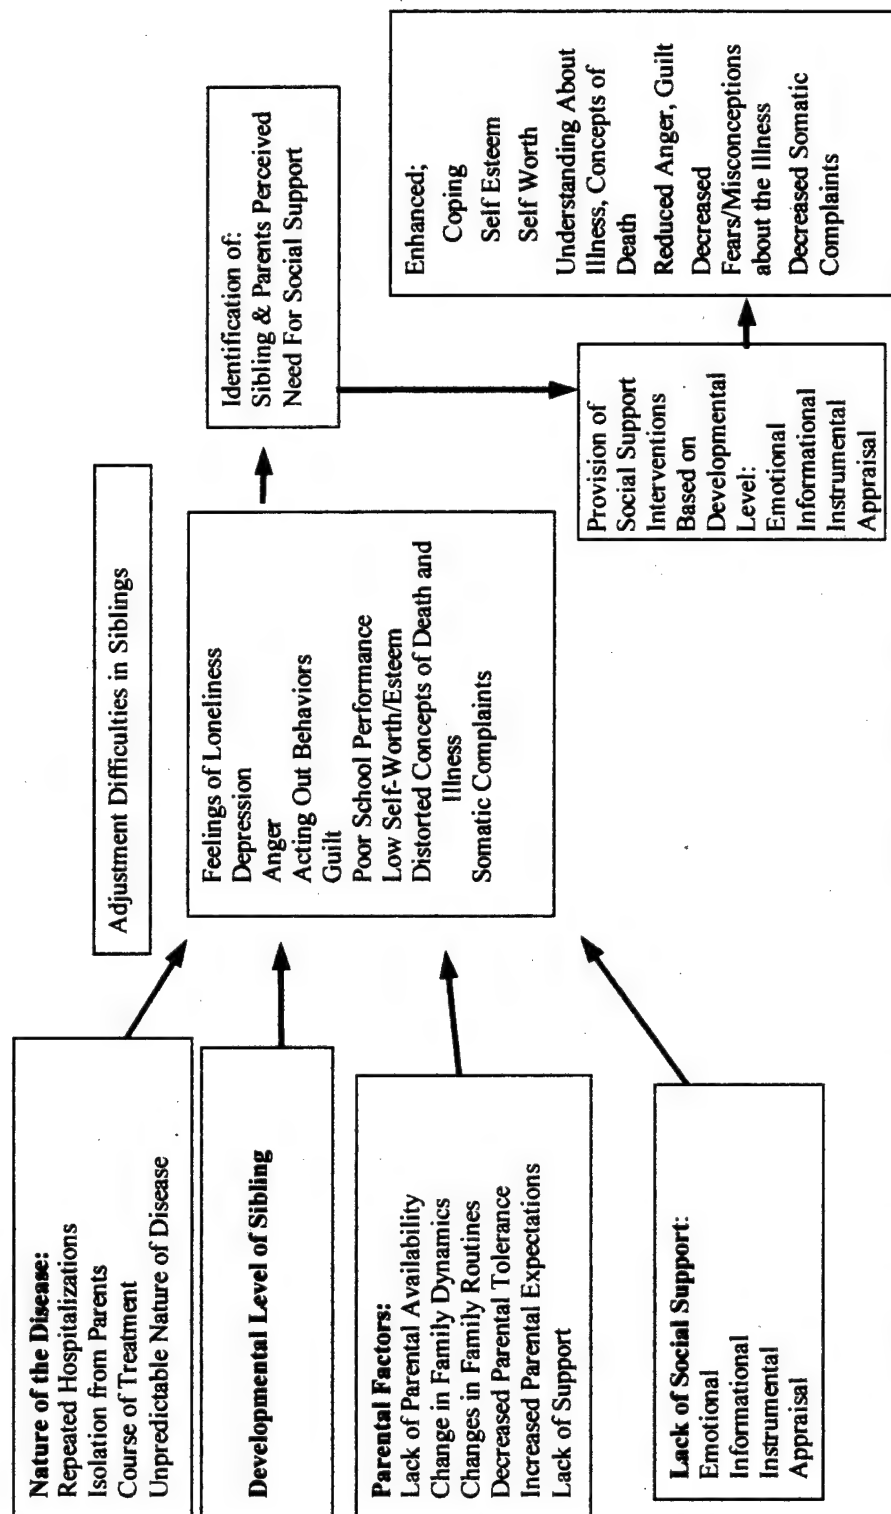 Nature of the Disease:
Repeated Hospitalizations
Isolation from Parents
Course of Treatment
Unpredictable Nature of Disease
Developmental Level of Sibling
Parental Factors:
Lack of Parental Availability
Change in Family Dynamics
Changes in Family Routines
Decreased Parental Tolerance
Increased Parental Expectations
Lack of Support
Lack of Social Support:
Emotional
Informational
Instrumental
Appraisal
Adjustment Difficulties in Siblings
Feelings of Loneliness
Depression
Anger
Acting Out Behaviors
Guilt
Poor School Performance
Low Self-Worth/Esteem
Distorted Concepts of Death and
Illness
Somatic Complaints
Identification of:
Sibling & Parents Perceived
Need For Social Support
Provision of
Social Support
Interventions
Based on
Developmental
Level:
Emotional
Informational
Instrumental
Appraisal
Enhanced;
Coping
Self Esteem
Self Worth
Understanding About
Illness, Concepts of
Death
Reduced Anger, Guilt
Decreased
Fears/Misconceptions
about the Illness
Decreased Somatic
Complaints